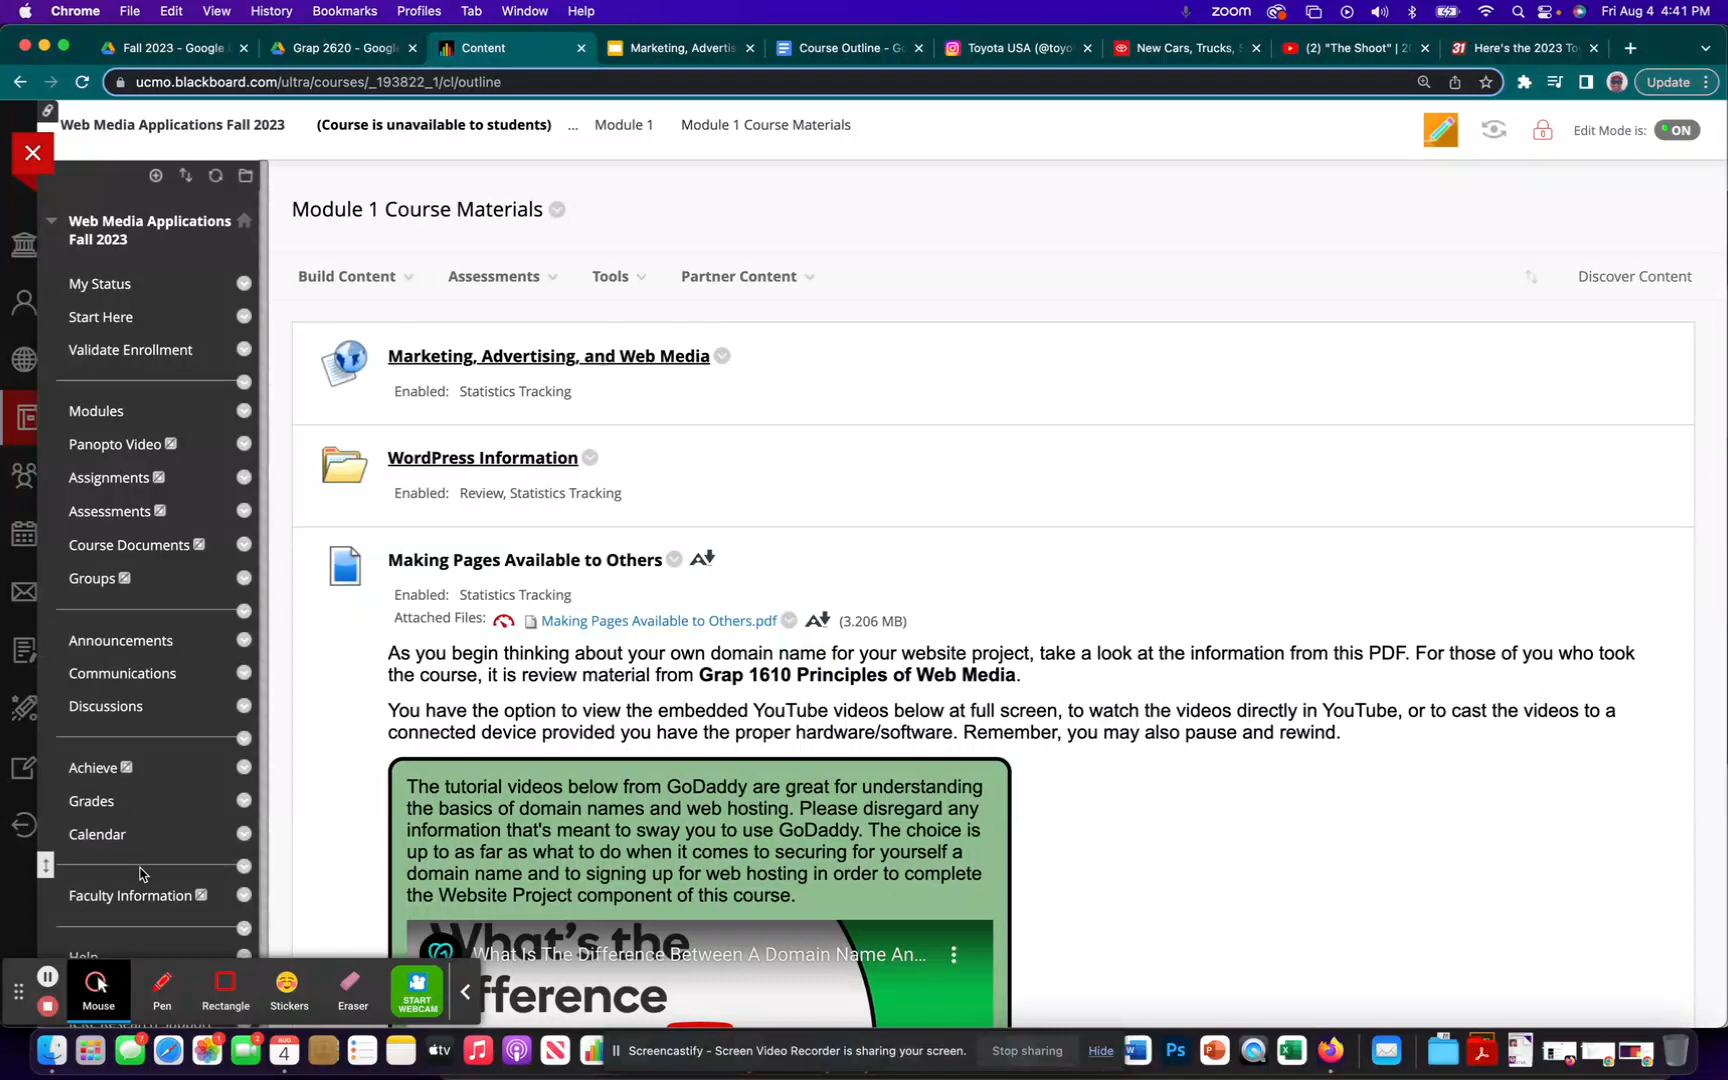 Chrome File Edit View History Bookmarks Profiles Tab Window Help
zoom Fri Aug 4 4:41 PM
Fall 2023 - Google Grap 2620 - Google Content Marketing, Adverti Course Outline - G Toyota USA (@toyo New Cars, Trucks, S (2) "The Shoot" | 2 Here's the 2023 To
ucmo.blackboard.com/ultra/courses/_193822_1/cl/outline
Update
Web Media Applications Fall 2023 (Course is unavailable to students) ... Module 1 Module 1 Course Materials
Edit Mode is: ON
Web Media Applications
Fall 2023
My Status
Start Here
Validate Enrollment
Modules
Panopto Video
Assignments
Assessments
Course Documents
Groups
Announcements
Communications
Discussions
Achieve
Grades
Calendar
Faculty Information
Help
Module 1 Course Materials
Build Content Assessments Tools Partner Content Discover Content
Marketing, Advertising, and Web Media
Enabled: Statistics Tracking
WordPress Information
Enabled: Review, Statistics Tracking
Making Pages Available to Others
Enabled: Statistics Tracking
Attached Files: Making Pages Available to Others.pdf (3.206 MB)
As you begin thinking about your own domain name for your website project, take a look at the information from this PDF. For those of you who took
the course, it is review material from Grap 1610 Principles of Web Media.
You have the option to view the embedded YouTube videos below at full screen, to watch the videos directly in YouTube, or to cast the videos to a
connected device provided you have the proper hardware/software. Remember, you may also pause and rewind.
The tutorial videos below from GoDaddy are great for understanding
the basics of domain names and web hosting. Please disregard any
information that's meant to sway you to use GoDaddy. The choice is
up to as far as what to do when it comes to securing for yourself a
domain name and to signing up for web hosting in order to complete
the Website Project component of this course.
What's the
What Is The Difference Between A Domain Name An...
fference
Mouse Pen Rectangle Stickers Eraser START WEBCAM
AUG 4
tv
Screencastify - Screen Video Recorder is sharing your screen. Stop sharing Hide